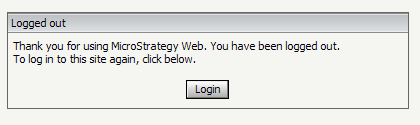 Logged out
Thank you for using MicroStrategy Web. You have been logged out.
To log in to this site again, click below.
Login